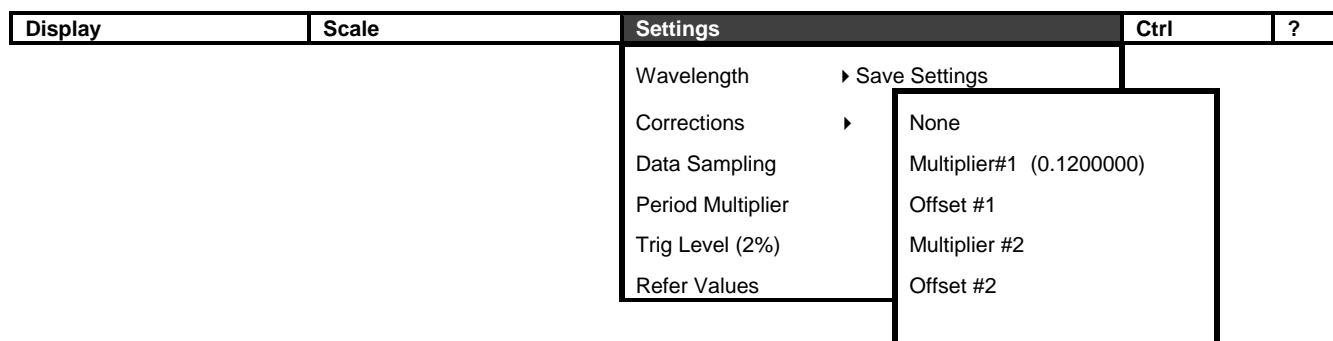 Display Scale Settings Ctrl ?
Wavelength Save Settings
Corrections None
Data Sampling Multiplier#1 (0.1200000)
Period Multiplier Offset #1
Trig Level (2%) Multiplier #2
Refer Values Offset #2